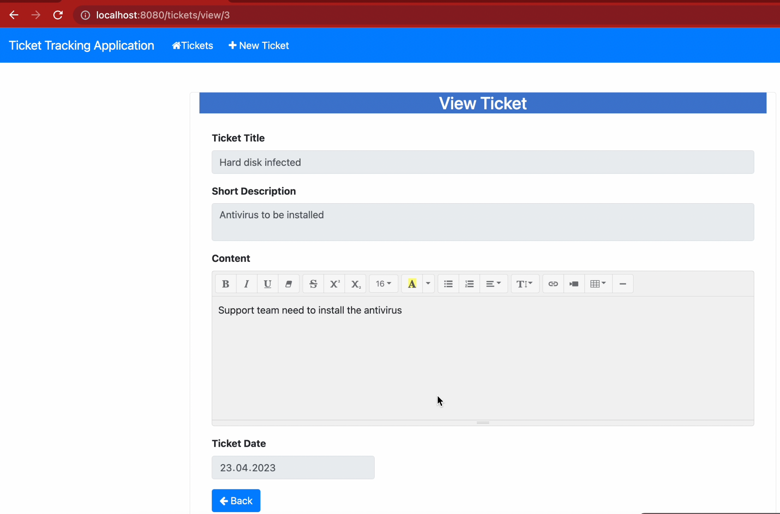 localhost:8080/tickets/view/3
Ticket Tracking Application Tickets + New Ticket
View Ticket
Ticket Title
Hard disk infected
Short Description
Antivirus to be installed
Content
B I U S X² X₂ 16 A T
Support team need to install the antivirus
Ticket Date
23.04.2023
Back